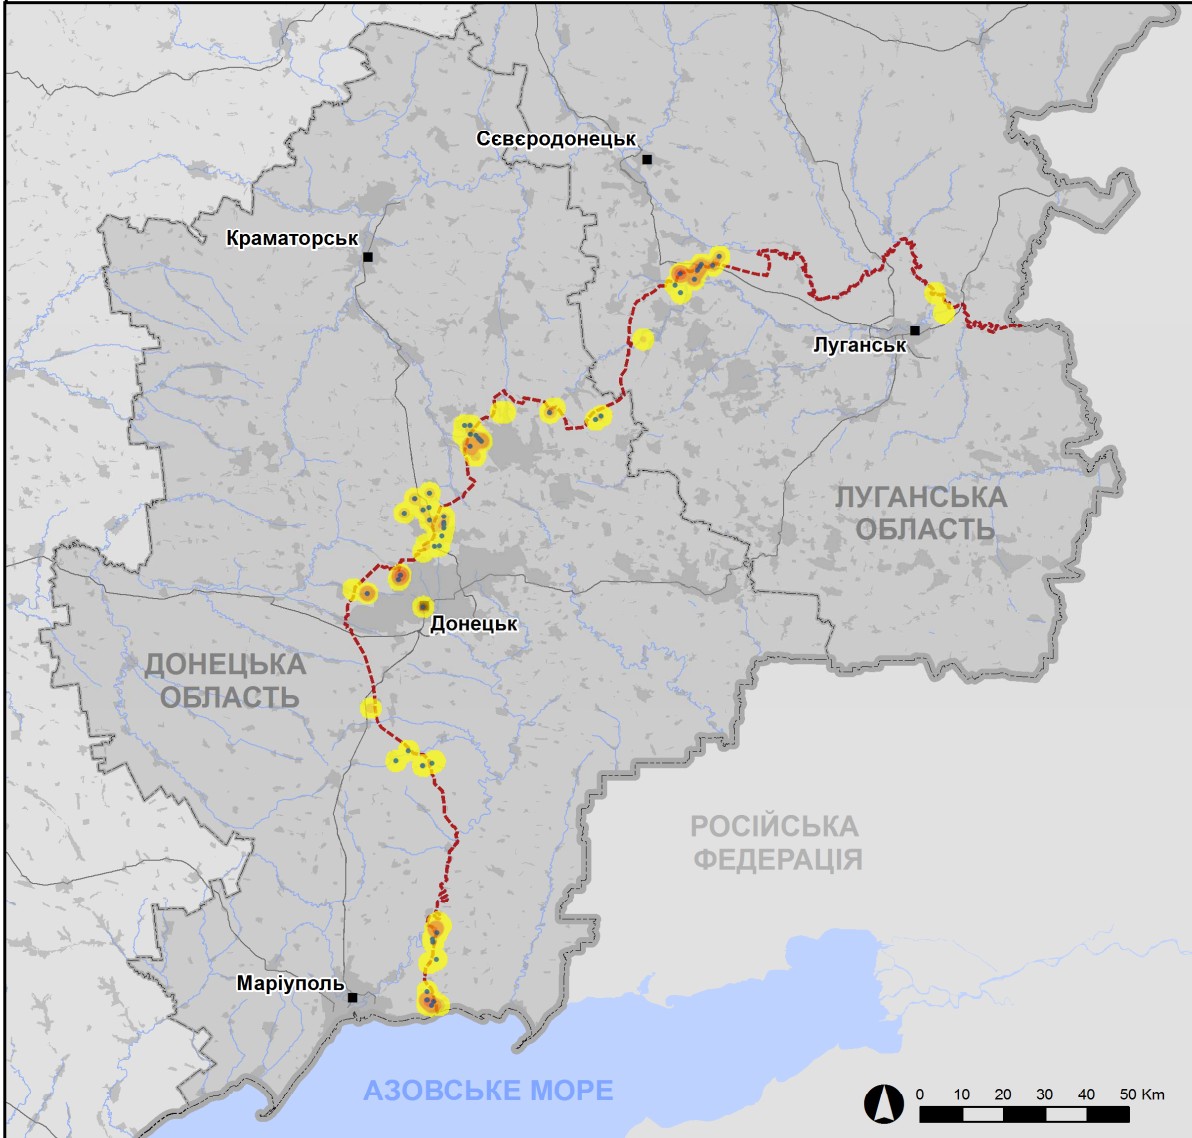 Сєвєродонецьк
Краматорськ
Луганськ
ЛУГАНСЬКА
ОБЛАСТЬ
Донецьк
ДОНЕЦЬКА
ОБЛАСТЬ
РОСІЙСЬКА
ФЕДЕРАЦІЯ
Маріуполь
АЗОВСЬКЕ МОРЕ
0 10 20 30 40 50 Km